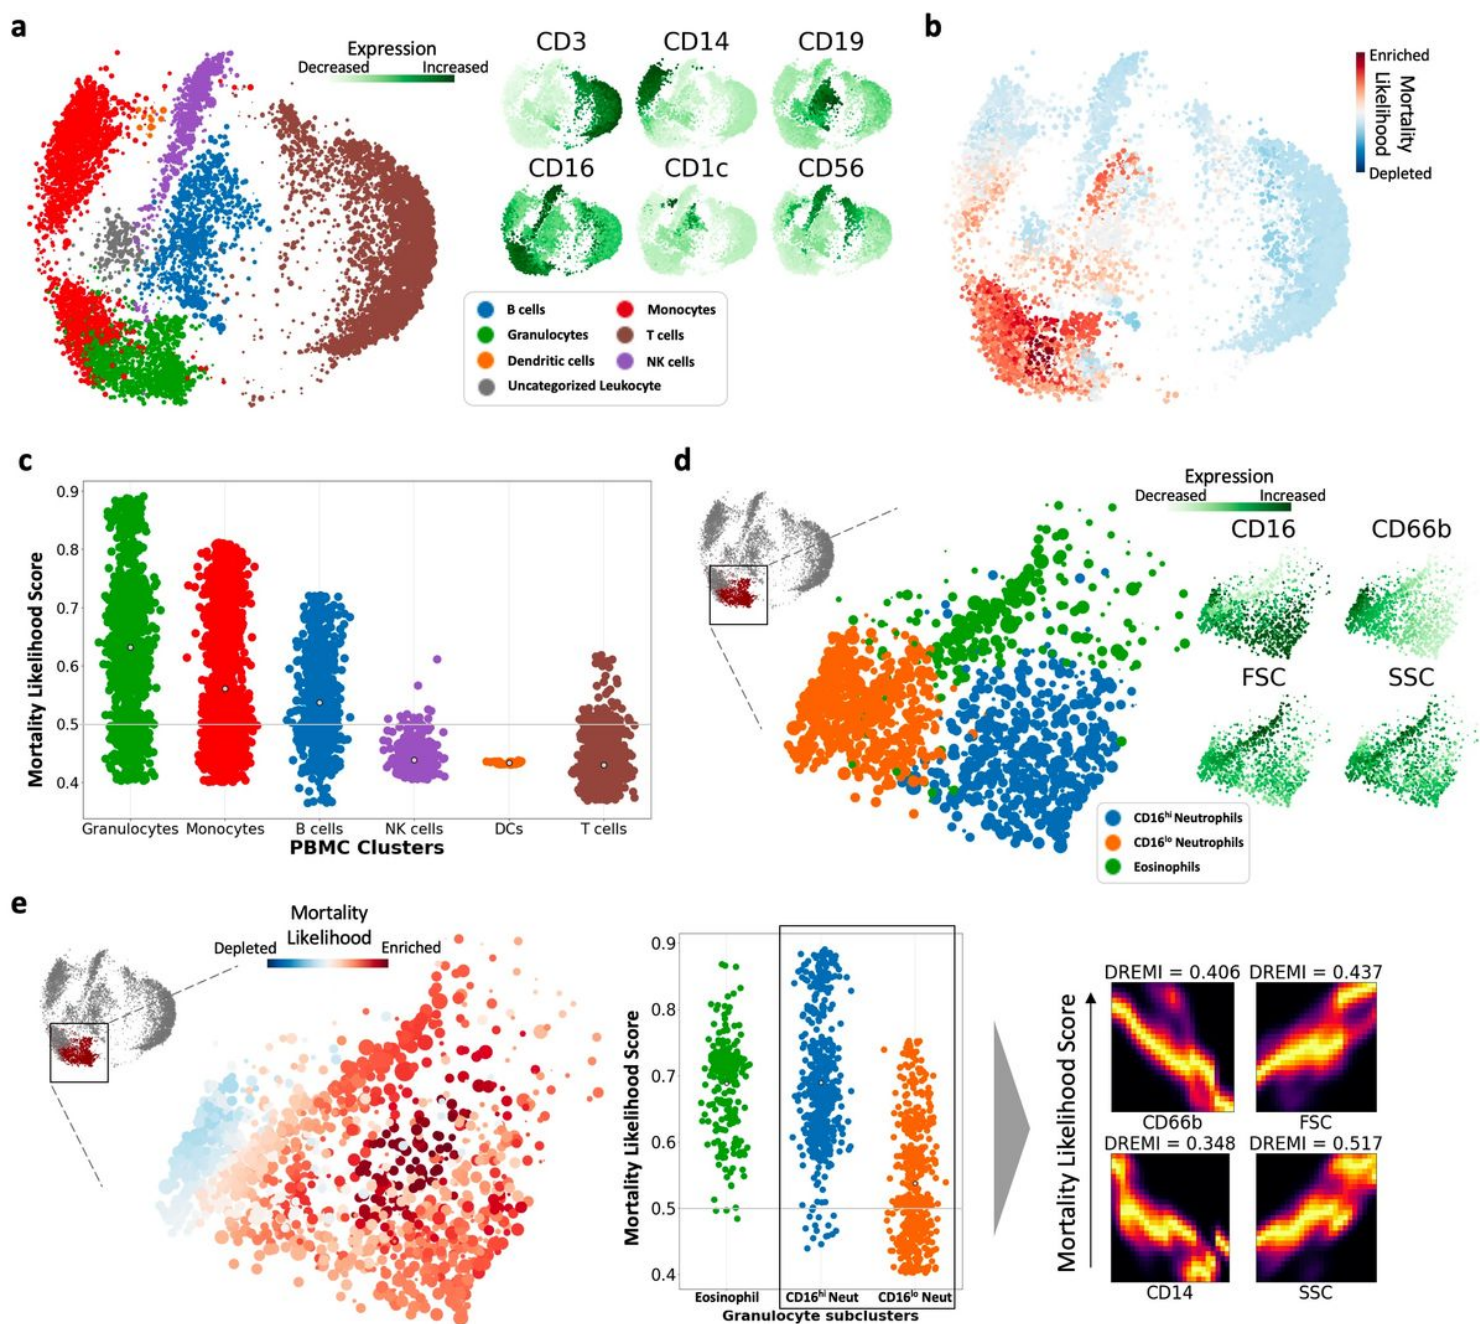 a
Expression
Decreased Increased
CD3 CD14 CD19
CD16 CD1c CD56
B cells Monocytes
Granulocytes T cells
Dendritic cells NK cells
Uncategorized Leukocyte
b
Enriched
Mortality
Likelihood
Depleted
c
Mortality Likelihood Score
0.9
0.8
0.7
0.6
0.5
0.4
Granulocytes Monocytes B cells NK cells DCs T cells
PBMC Clusters
d
Expression
Decreased Increased
CD16 CD66b
FSC SSC
CD16hi Neutrophils
CD16lo Neutrophils
Eosinophils
e
Mortality
Likelihood
Depleted Enriched
Mortality Likelihood Score
0.9
0.8
0.7
0.6
0.5
0.4
Eosinophil CD16hi Neut CD16lo Neut
Granulocyte subclusters
Mortality Likelihood Score
DREMI = 0.406 DREMI = 0.437
CD66b FSC
DREMI = 0.348 DREMI = 0.517
CD14 SSC